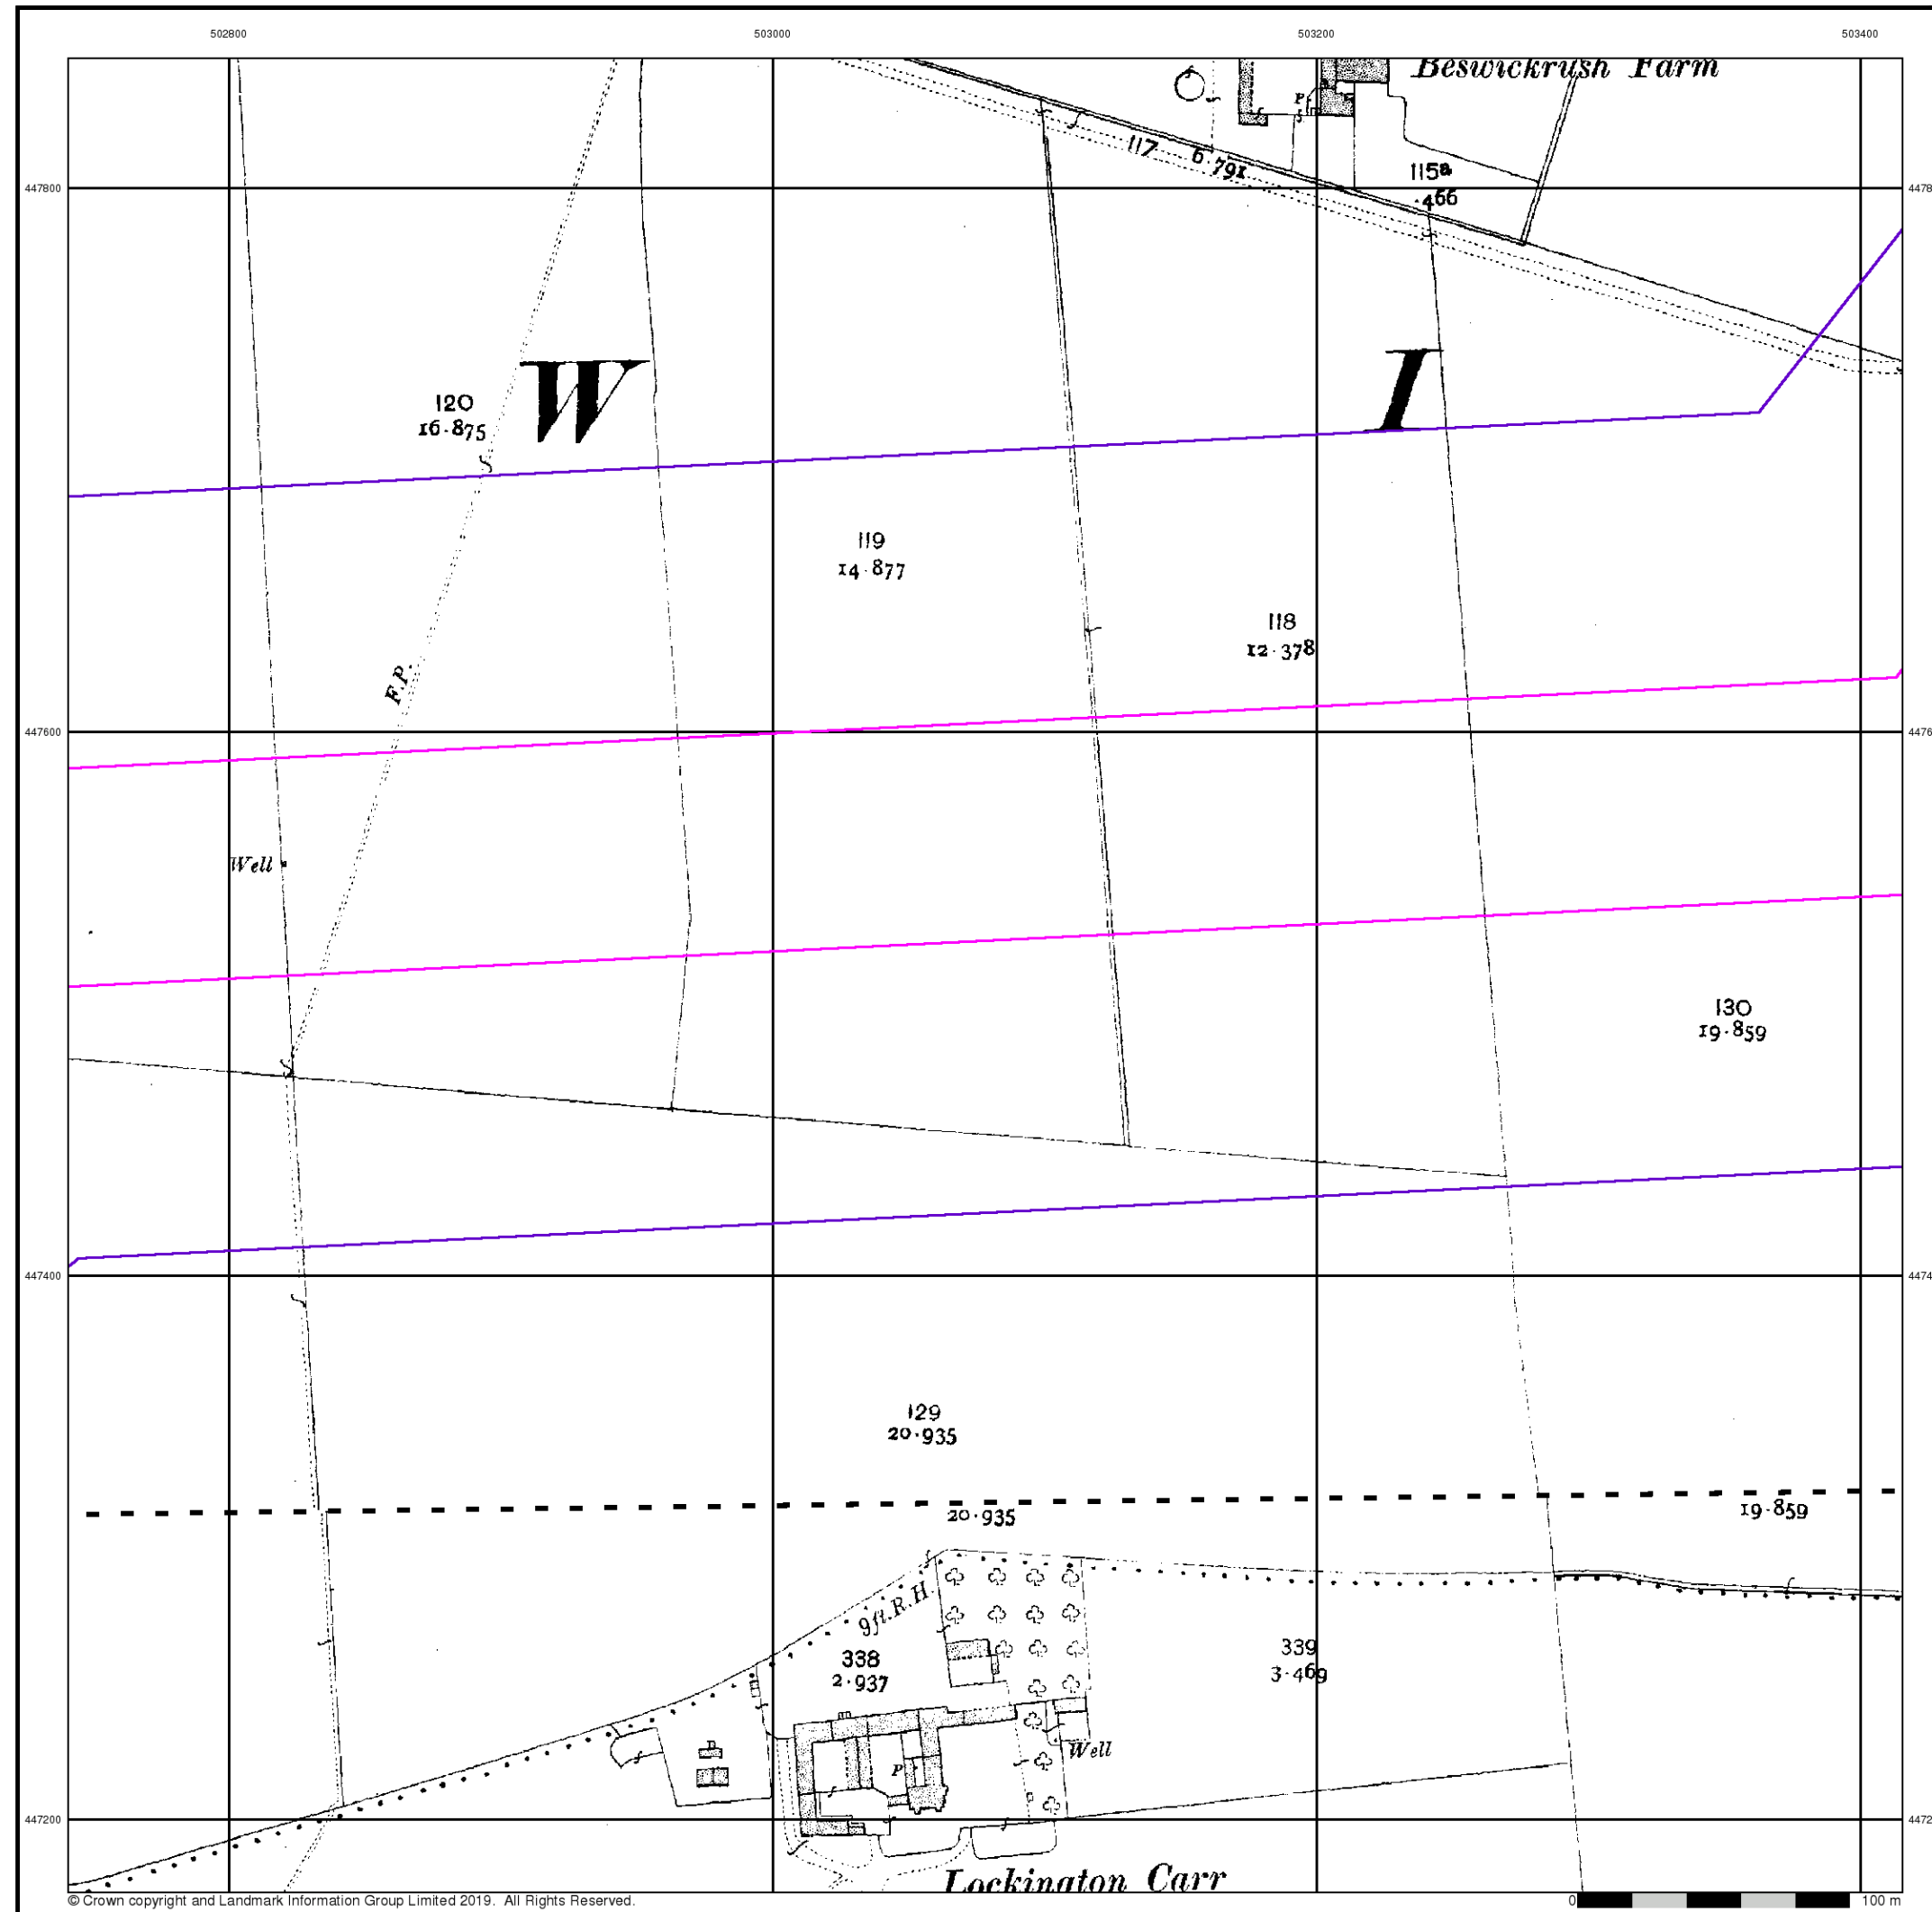 502800 503000 503200 503400
Beswickrush Farm
P
117 6·791
115a
·466
447800
W I
120
16·875
119
14·877
118
12·378
F.P.
447600
Well
130
19·859
447400
129
20·935
20·935
19·859
9ft.R.H.
338
2·937
339
3·469
Well
P
447200
Lockington Carr
© Crown copyright and Landmark Information Group Limited 2019. All Rights Reserved.
0 100 m